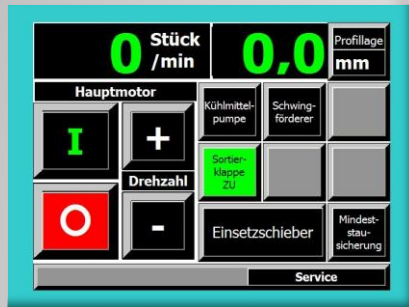 0 Stück
/min
0,0
Profillage
mm
Hauptmotor
I
+
Kühlmittel-
pumpe
Schwing-
förderer
Drehzahl
Sortier-
klappe
ZU
O
-
Einsetzschieber
Mindest-
stau-
sicherung
Service